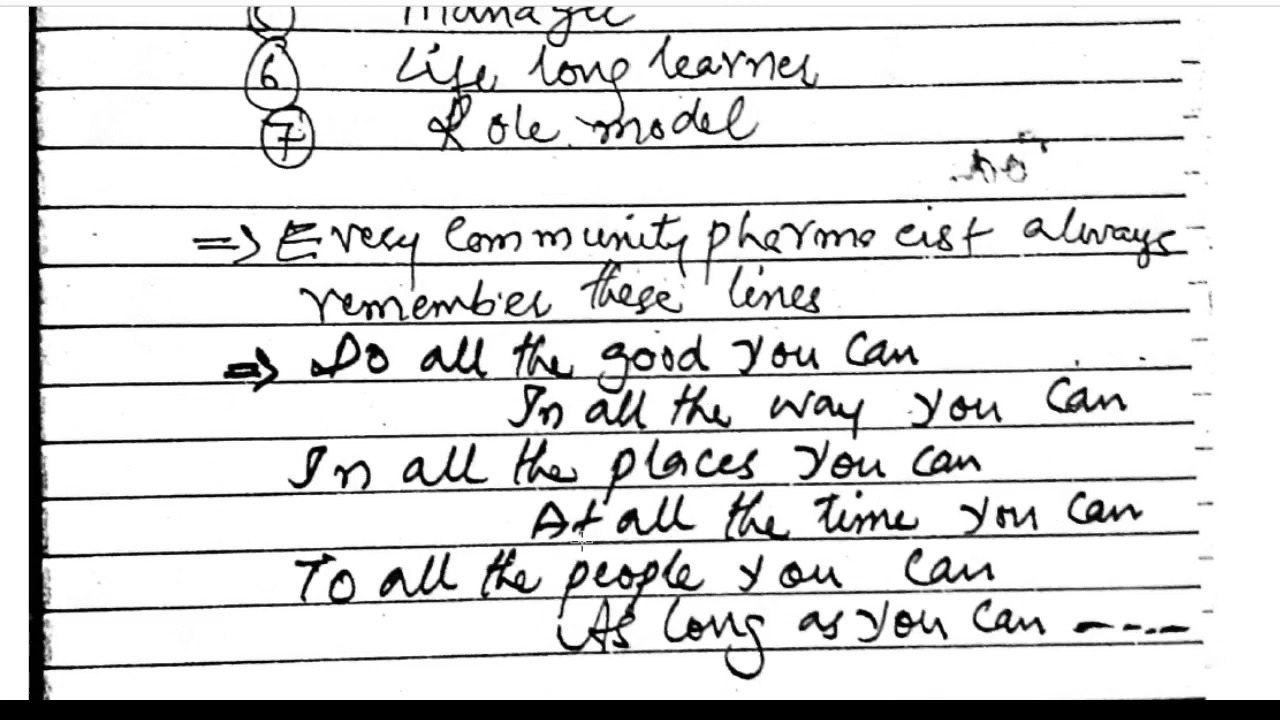 ⑤ Manager
⑥ Life long learner
⑦ Role model
=> Every Community pharmacist always
remember these lines
=> Do all the good you can
In all the way you can
In all the places you can
At all the time you can
To all the people you can
As long as you can ----